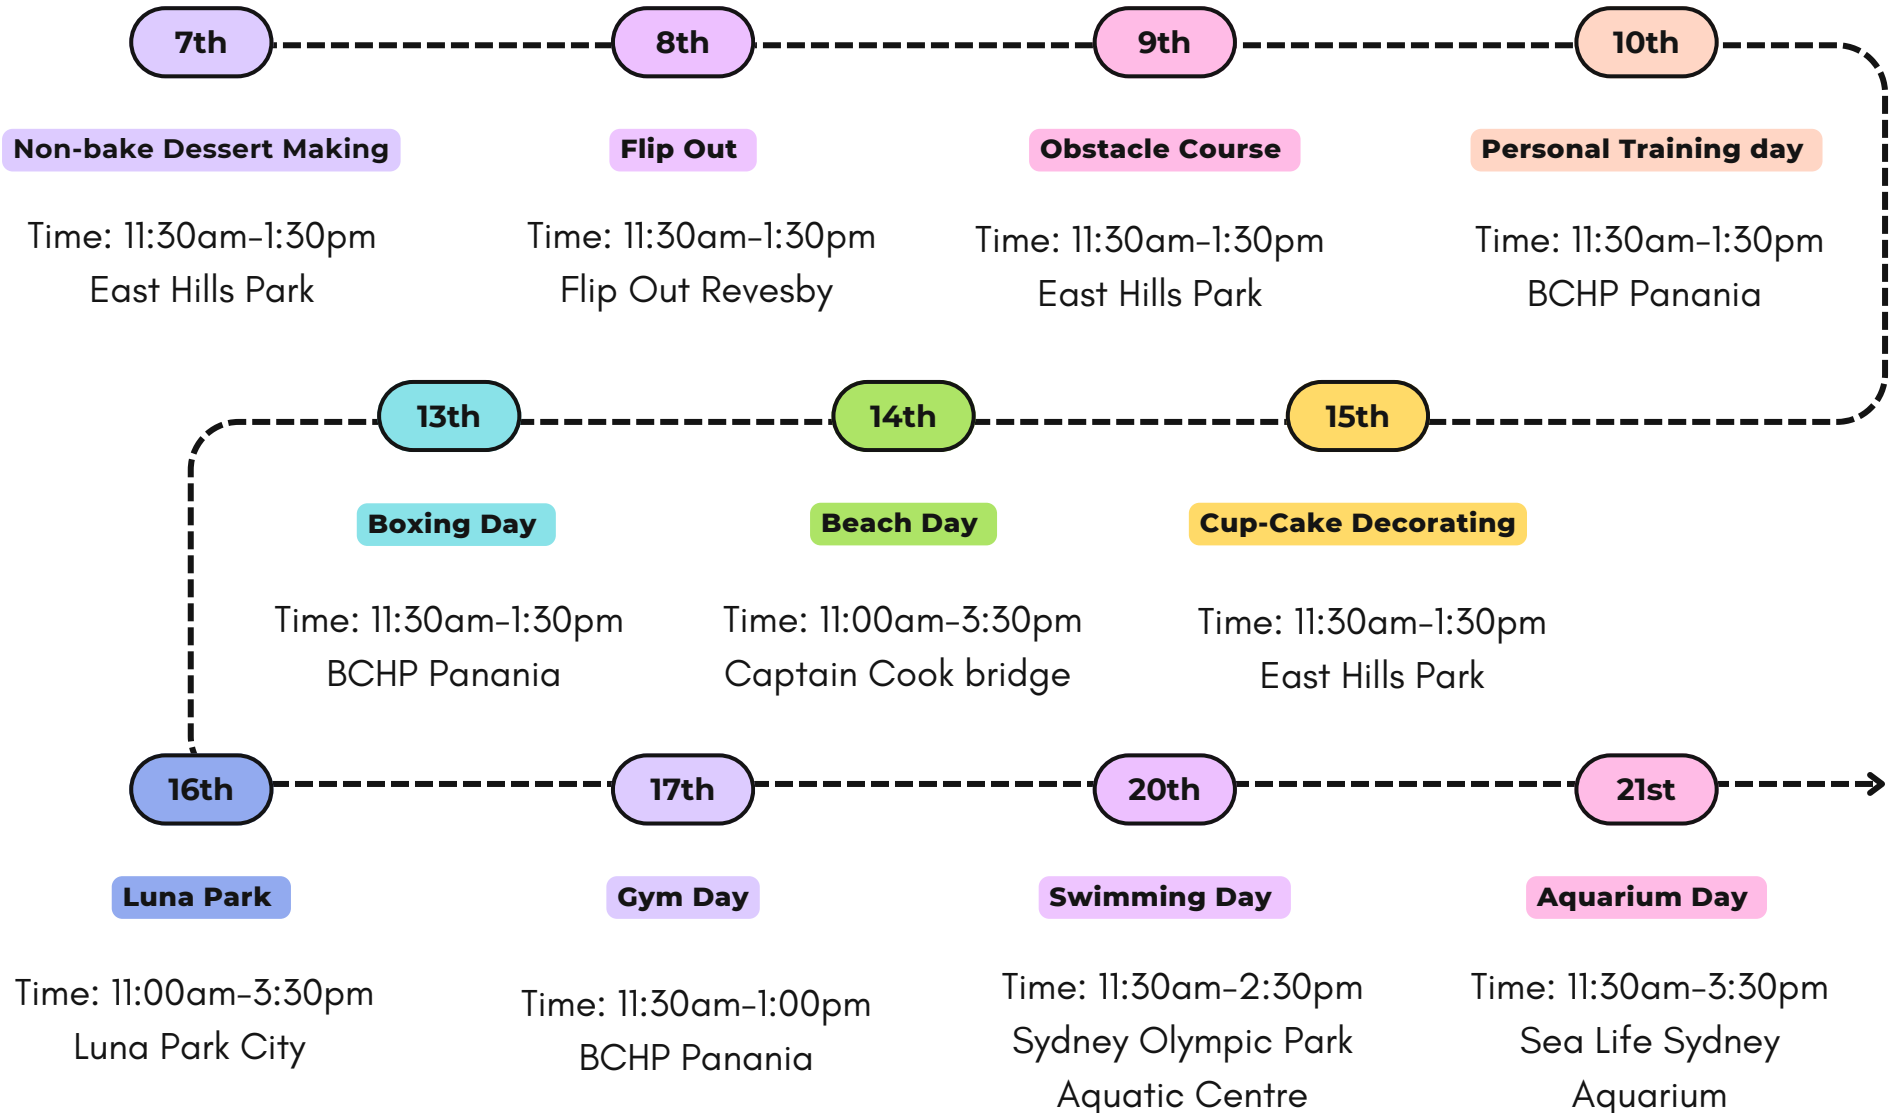 7th
8th
9th
10th
Non-bake Dessert Making
Flip Out
Obstacle Course
Personal Training day
Time: 11:30am-1:30pm
East Hills Park
Time: 11:30am-1:30pm
Flip Out Revesby
Time: 11:30am-1:30pm
East Hills Park
Time: 11:30am-1:30pm
BCHP Panania
13th
14th
15th
Boxing Day
Beach Day
Cup-Cake Decorating
Time: 11:30am-1:30pm
BCHP Panania
Time: 11:00am-3:30pm
Captain Cook bridge
Time: 11:30am-1:30pm
East Hills Park
16th
17th
20th
21st
Luna Park
Gym Day
Swimming Day
Aquarium Day
Time: 11:00am-3:30pm
Luna Park City
Time: 11:30am-1:00pm
BCHP Panania
Time: 11:30am-2:30pm
Sydney Olympic Park
Aquatic Centre
Time: 11:30am-3:30pm
Sea Life Sydney
Aquarium